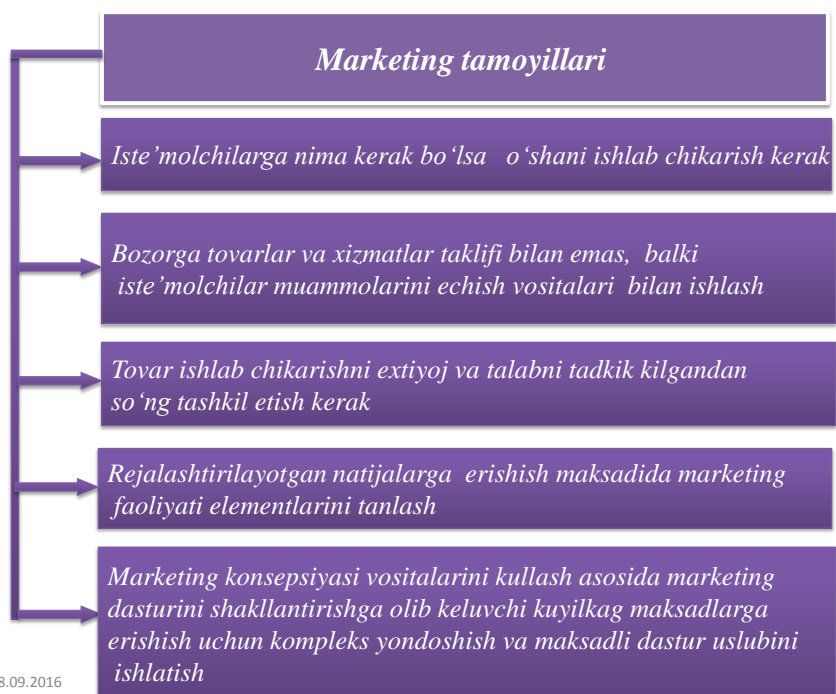 Marketing tamoyillari
Iste’molchilarga nima kerak bo‘lsa o‘shani ishlab chikarish kerak
Bozorga tovarlar va xizmatlar taklifi bilan emas, balki
iste’molchilar muammolarini echish vositalari bilan ishlash
Tovar ishlab chikarishni extiyoj va talabni tadkik kilgandan
so‘ng tashkil etish kerak
Rejalashtirilayotgan natijalarga erishish maksadida marketing
faoliyati elementlarini tanlash
Marketing konsepsiyasi vositalarini kullash asosida marketing
dasturini shakllantirishga olib keluvchi kuyilkag maksadlarga
erishish uchun kompleks yondoshish va maksadli dastur uslubini
ishlatish
8.09.2016